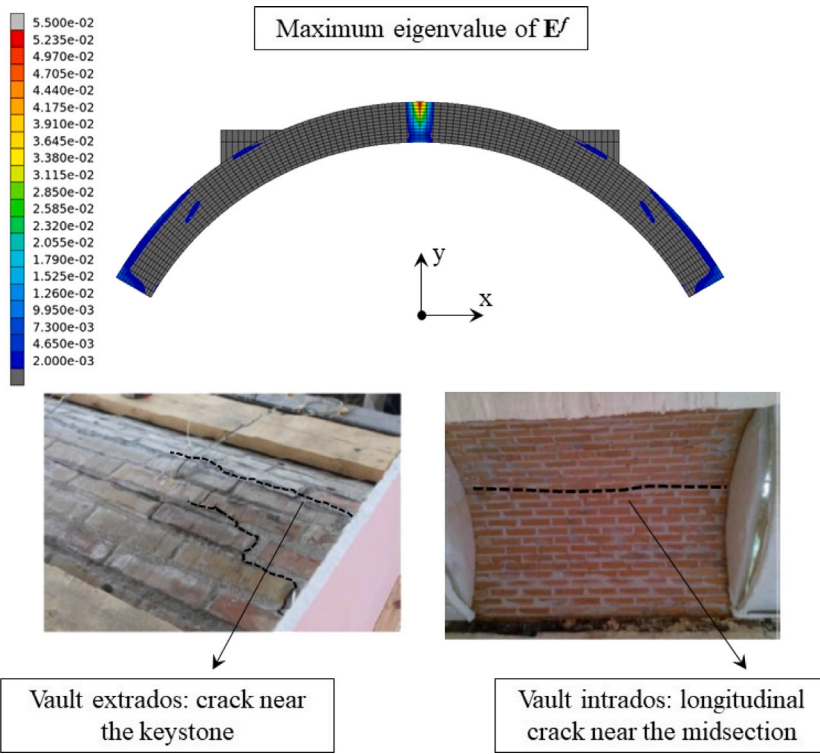 Maximum eigenvalue of Eᶠ
5.500e-02
5.235e-02
4.970e-02
4.705e-02
4.440e-02
4.175e-02
3.910e-02
3.645e-02
3.380e-02
3.115e-02
2.850e-02
2.585e-02
2.320e-02
2.055e-02
1.790e-02
1.525e-02
1.260e-02
9.950e-03
7.300e-03
4.650e-03
2.000e-03
y
x
Vault extrados: crack near
the keystone
Vault intrados: longitudinal
crack near the midsection